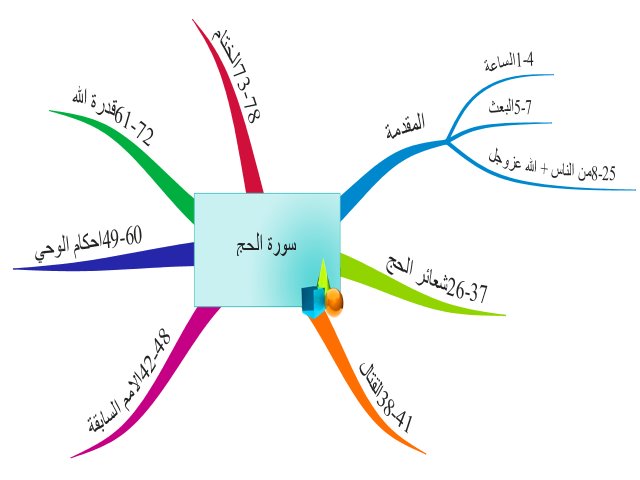 سورة الحج
المقدمة
1-4الساعة
5-7البعث
8-25من الناس + الله عزوجل
26-37شعائر الحج
38-41القتال
42-48الامم السابقة
49-60احكام الوحي
61-72قدرة الله
73-78الختام